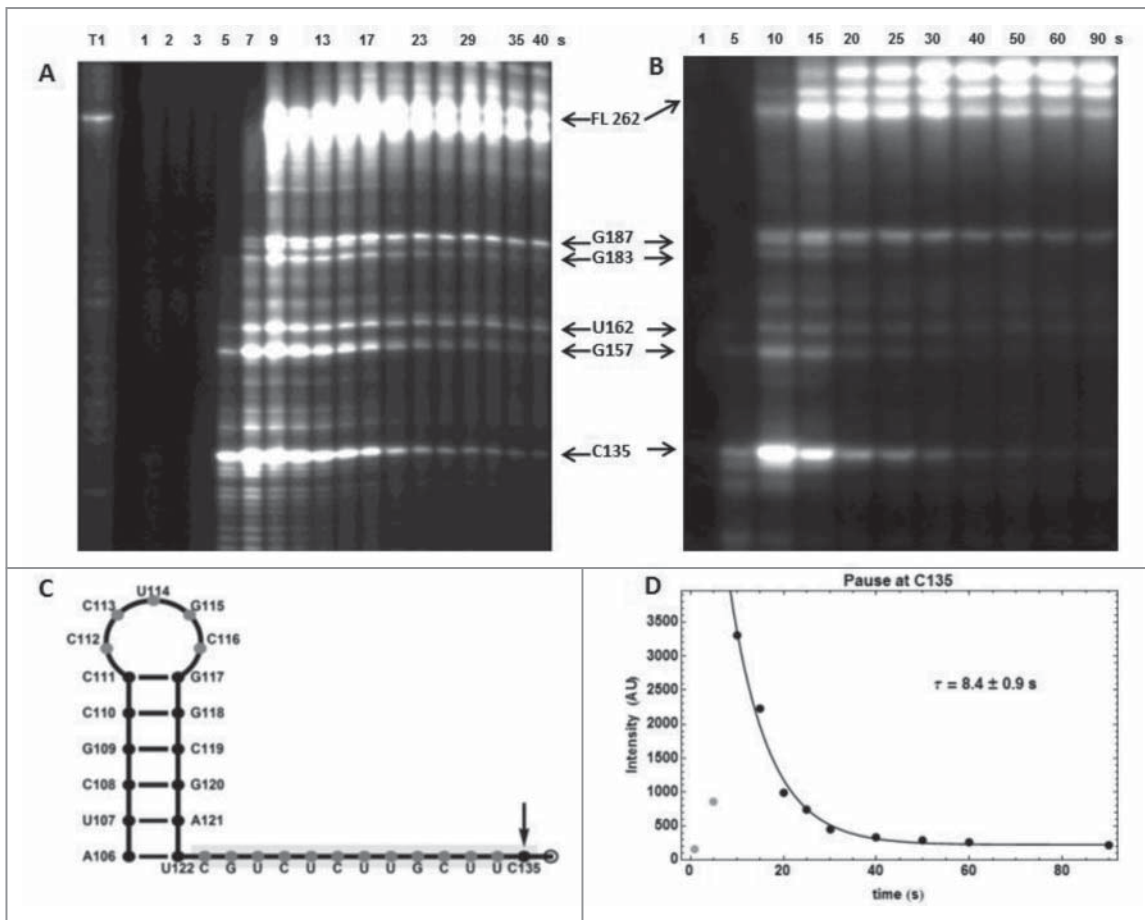 T1 1 2 3 5 7 9 13 17 23 29 35 40 s
1 5 10 15 20 25 30 40 50 60 90 s
A
B
FL 262
G187
G183
U162
G157
C135
C
U114
C113 G115
C112 C116
C111 G117
C110 G118
G109 C119
C108 G120
U107 A121
A106 U122 C G U C U C U U G C U U C135
D
Pause at C135
Intensity (AU)
3500
3000
2500
2000
1500
1000
500
0
τ = 8.4 ± 0.9 s
0 20 40 60 80
time (s)